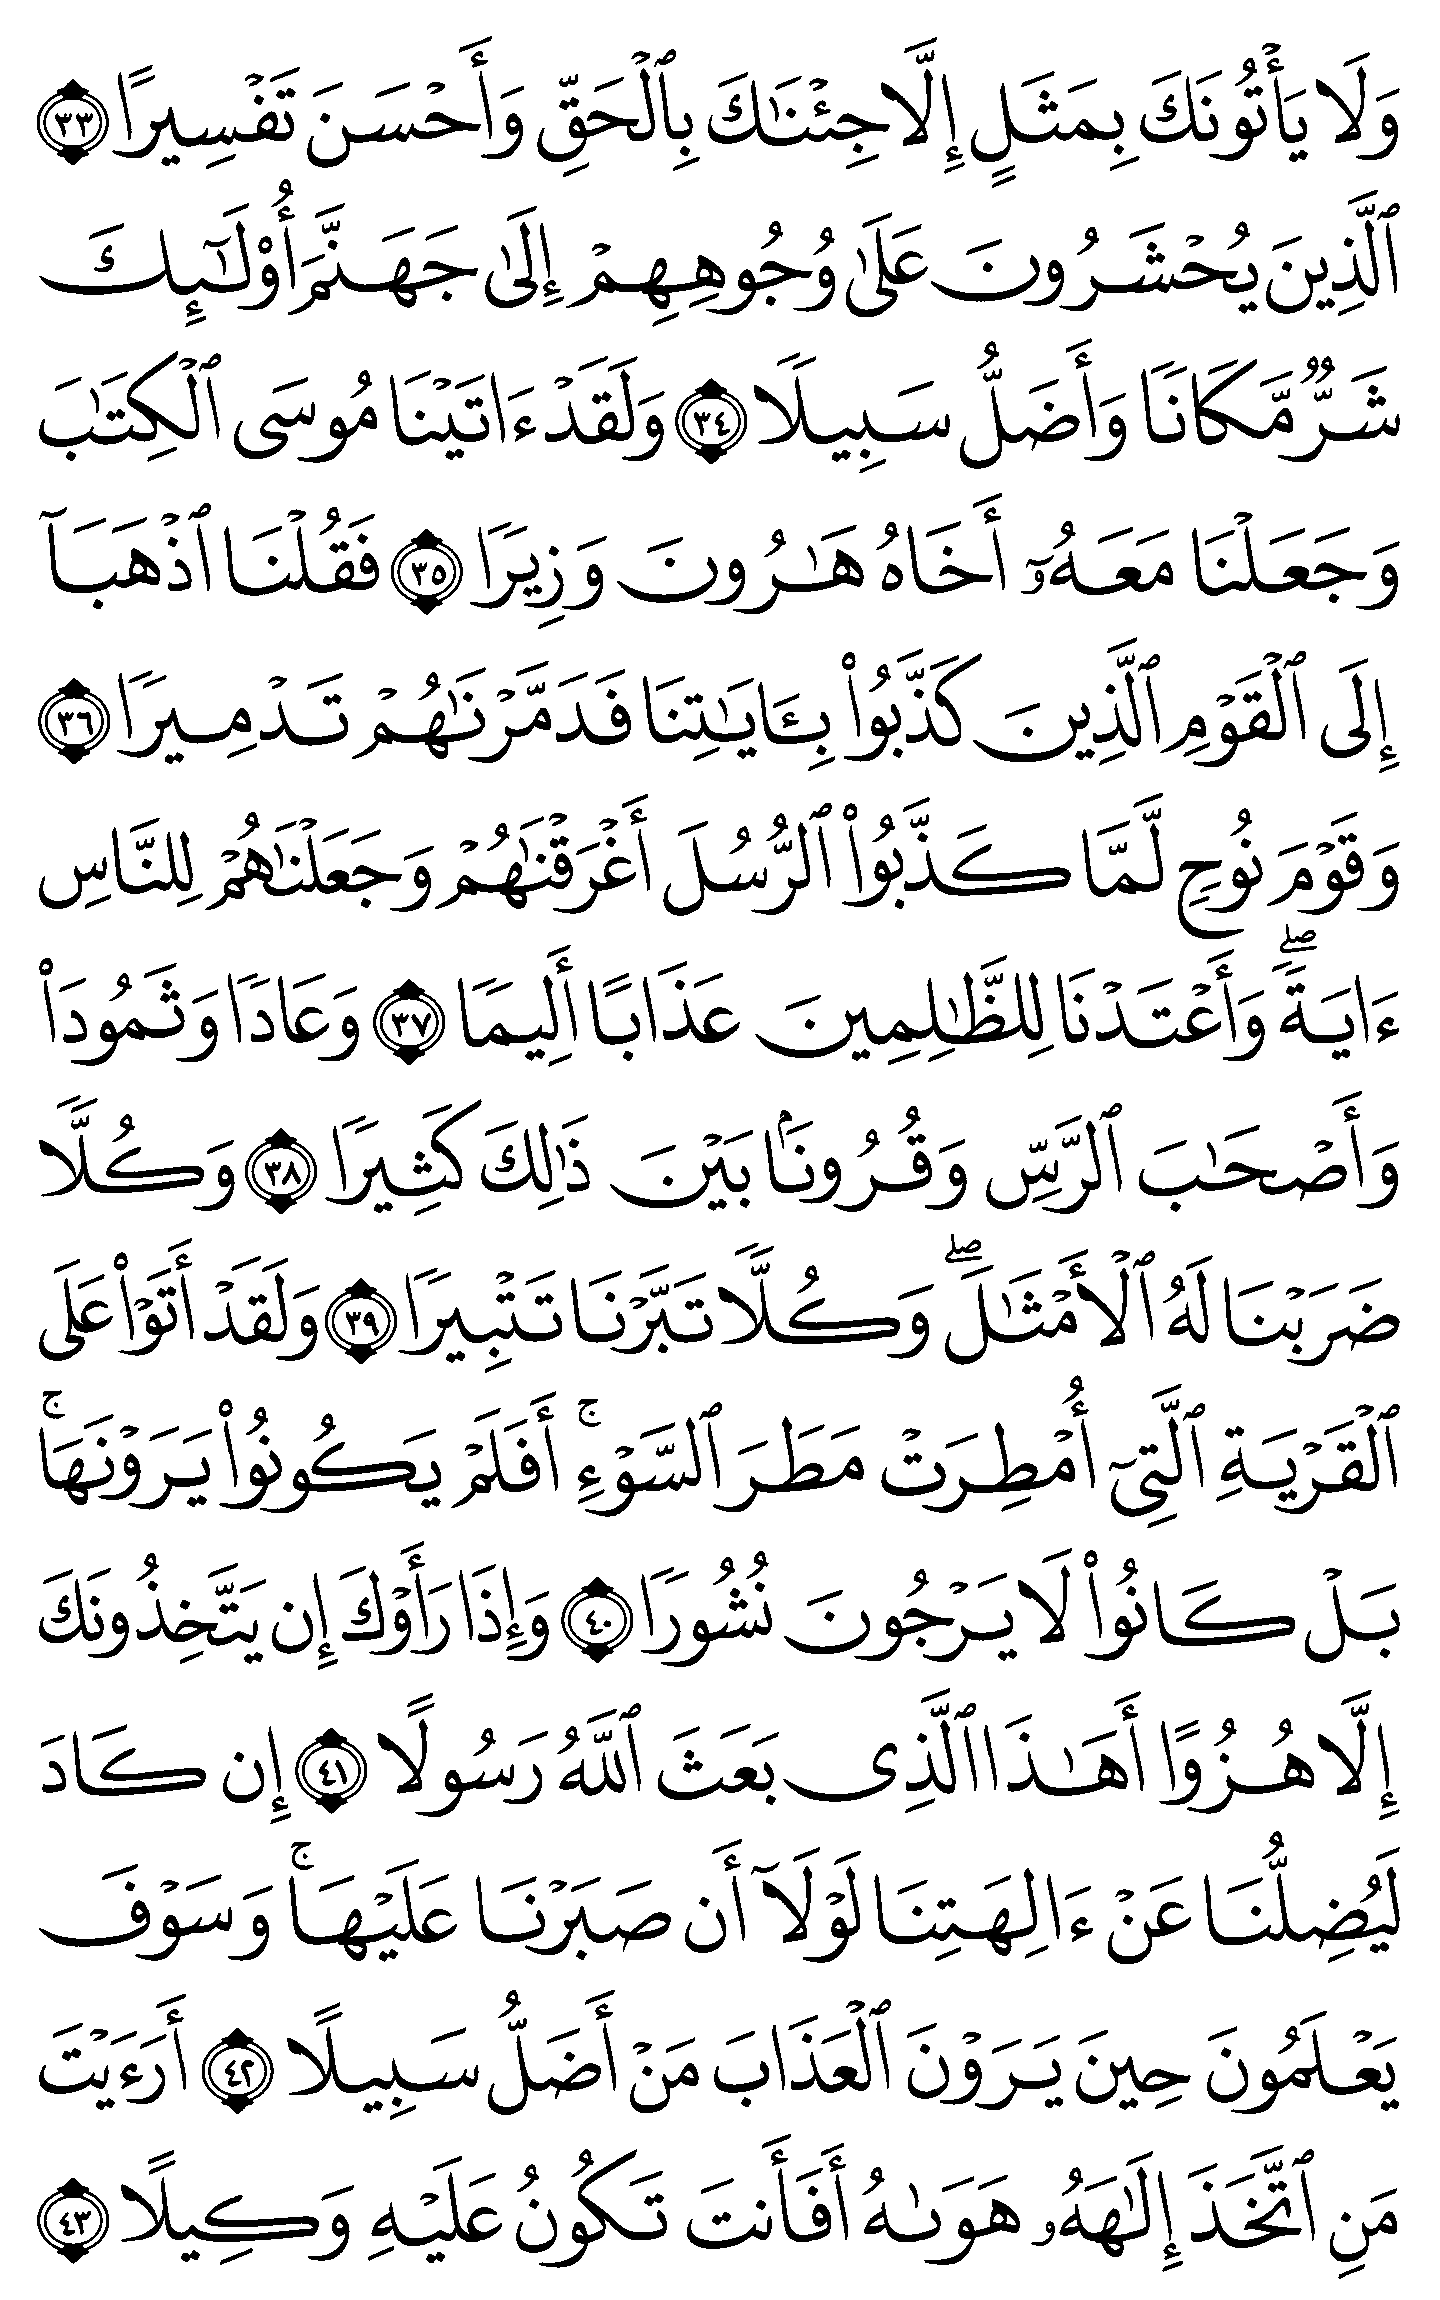 وَلَا يَأْتُونَكَ بِمَثَلٍ إِلَّا جِئْنَٰكَ بِٱلْحَقِّ وَأَحْسَنَ تَفْسِيرًا ٣٣
ٱلَّذِينَ يُحْشَرُونَ عَلَىٰ وُجُوهِهِمْ إِلَىٰ جَهَنَّمَ أُوْلَٰٓئِكَ
شَرٌّ مَّكَانًا وَأَضَلُّ سَبِيلًا ٣٤ وَلَقَدْ ءَاتَيْنَا مُوسَى ٱلْكِتَٰبَ
وَجَعَلْنَا مَعَهُۥٓ أَخَاهُ هَٰرُونَ وَزِيرًا ٣٥ فَقُلْنَا ٱذْهَبَآ
إِلَى ٱلْقَوْمِ ٱلَّذِينَ كَذَّبُوا۟ بِـَٔايَٰتِنَا فَدَمَّرْنَٰهُمْ تَدْمِيرًا ٣٦
وَقَوْمَ نُوحٍ لَّمَّا كَذَّبُوا۟ ٱلرُّسُلَ أَغْرَقْنَٰهُمْ وَجَعَلْنَٰهُمْ لِلنَّاسِ
ءَايَةً ۖ وَأَعْتَدْنَا لِلظَّٰلِمِينَ عَذَابًا أَلِيمًا ٣٧ وَعَادًا وَثَمُودَا۟
وَأَصْحَٰبَ ٱلرَّسِّ وَقُرُونًۢا بَيْنَ ذَٰلِكَ كَثِيرًا ٣٨ وَكُلًّا
ضَرَبْنَا لَهُ ٱلْأَمْثَٰلَ ۖ وَكُلًّا تَبَّرْنَا تَتْبِيرًا ٣٩ وَلَقَدْ أَتَوْا۟ عَلَى
ٱلْقَرْيَةِ ٱلَّتِىٓ أُمْطِرَتْ مَطَرَ ٱلسَّوْءِ ۚ أَفَلَمْ يَكُونُوا۟ يَرَوْنَهَا ۚ
بَلْ كَانُوا۟ لَا يَرْجُونَ نُشُورًا ٤٠ وَإِذَا رَأَوْكَ إِن يَتَّخِذُونَكَ
إِلَّا هُزُوًا أَهَٰذَا ٱلَّذِى بَعَثَ ٱللَّهُ رَسُولًا ٤١ إِن كَادَ
لَيُضِلُّنَا عَنْ ءَالِهَتِنَا لَوْلَآ أَن صَبَرْنَا عَلَيْهَا ۚ وَسَوْفَ
يَعْلَمُونَ حِينَ يَرَوْنَ ٱلْعَذَابَ مَنْ أَضَلُّ سَبِيلًا ٤٢ أَرَءَيْتَ
مَنِ ٱتَّخَذَ إِلَٰهَهُۥ هَوَىٰهُ أَفَأَنتَ تَكُونُ عَلَيْهِ وَكِيلًا ٤٣